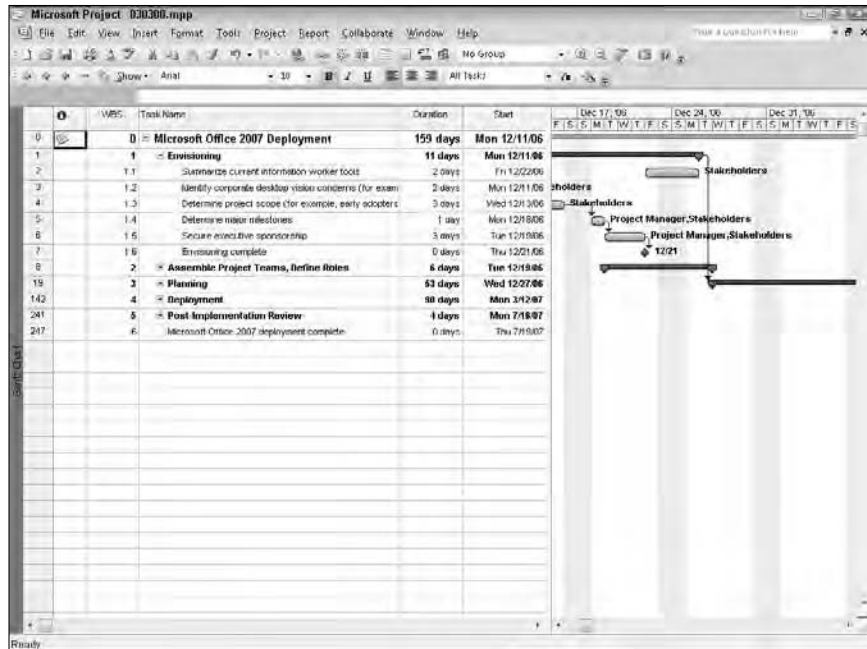 Microsoft Project 030300.mpp
File Edit View Insert Format Tools Project Report Collaborate Window Help
No Group
Show Arial 10 B I U All Tasks
WBS Task Name Duration Start
Dec 17, '06 Dec 24, '06 Dec 31, '06
F S S M T W T F S S M T W T F S S M T W T F S
0 0 Microsoft Office 2007 Deployment 159 days Mon 12/11/06
1 1 Envisioning 11 days Mon 12/11/06
2 1.1 Summarize current information worker tools 2 days Fri 12/22/06 Stakeholders
3 1.2 Identify corporate desktop vision concerns (for exam 2 days Mon 12/11/06 eholders
4 1.3 Determine project scope (for example, early adopters 3 days Wed 12/13/06 Stakeholders
5 1.4 Determine major milestones 1 day Mon 12/18/06 Project Manager,Stakeholders
6 1.5 Secure executive sponsorship 3 days Tue 12/19/06 Project Manager,Stakeholders
7 1.6 Envisioning complete 0 days Thu 12/21/06 12/21
8 2 Assemble Project Teams, Define Roles 6 days Tue 12/19/06
19 3 Planning 53 days Wed 12/27/06
143 4 Deployment 90 days Mon 3/12/07
241 5 Post-Implementation Review 4 days Mon 7/16/07
247 6 Microsoft Office 2007 deployment complete 0 days Thu 7/19/07
Gantt Chart
Ready